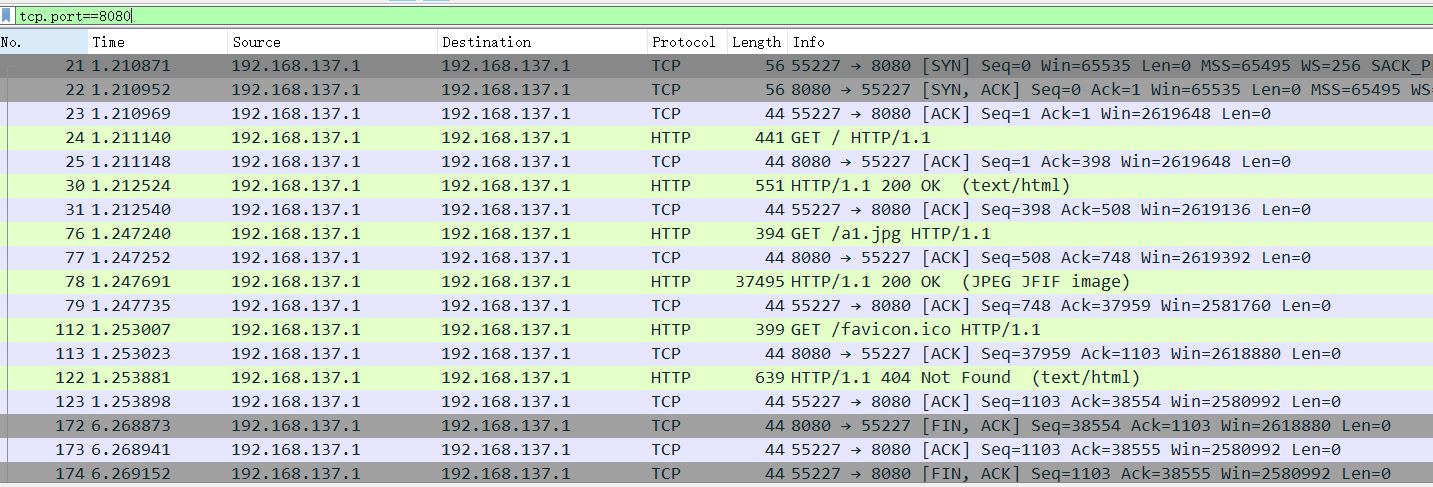 tcp.port==8080
No. Time Source Destination Protocol Length Info
21 1.210871 192.168.137.1 192.168.137.1 TCP 56 55227 → 8080 [SYN] Seq=0 Win=65535 Len=0 MSS=65495 WS=256 SACK_P
22 1.210952 192.168.137.1 192.168.137.1 TCP 56 8080 → 55227 [SYN, ACK] Seq=0 Ack=1 Win=65535 Len=0 MSS=65495 WS=
23 1.210969 192.168.137.1 192.168.137.1 TCP 44 55227 → 8080 [ACK] Seq=1 Ack=1 Win=2619648 Len=0
24 1.211140 192.168.137.1 192.168.137.1 HTTP 441 GET / HTTP/1.1
25 1.211148 192.168.137.1 192.168.137.1 TCP 44 8080 → 55227 [ACK] Seq=1 Ack=398 Win=2619648 Len=0
30 1.212524 192.168.137.1 192.168.137.1 HTTP 551 HTTP/1.1 200 OK (text/html)
31 1.212540 192.168.137.1 192.168.137.1 TCP 44 55227 → 8080 [ACK] Seq=398 Ack=508 Win=2619136 Len=0
76 1.247240 192.168.137.1 192.168.137.1 HTTP 394 GET /a1.jpg HTTP/1.1
77 1.247252 192.168.137.1 192.168.137.1 TCP 44 8080 → 55227 [ACK] Seq=508 Ack=748 Win=2619392 Len=0
78 1.247691 192.168.137.1 192.168.137.1 HTTP 37495 HTTP/1.1 200 OK (JPEG JFIF image)
79 1.247735 192.168.137.1 192.168.137.1 TCP 44 55227 → 8080 [ACK] Seq=748 Ack=37959 Win=2581760 Len=0
112 1.253007 192.168.137.1 192.168.137.1 HTTP 399 GET /favicon.ico HTTP/1.1
113 1.253023 192.168.137.1 192.168.137.1 TCP 44 8080 → 55227 [ACK] Seq=37959 Ack=1103 Win=2618880 Len=0
122 1.253881 192.168.137.1 192.168.137.1 HTTP 639 HTTP/1.1 404 Not Found (text/html)
123 1.253898 192.168.137.1 192.168.137.1 TCP 44 55227 → 8080 [ACK] Seq=1103 Ack=38554 Win=2580992 Len=0
172 6.268873 192.168.137.1 192.168.137.1 TCP 44 8080 → 55227 [FIN, ACK] Seq=38554 Ack=1103 Win=2618880 Len=0
173 6.268941 192.168.137.1 192.168.137.1 TCP 44 55227 → 8080 [ACK] Seq=1103 Ack=38555 Win=2580992 Len=0
174 6.269152 192.168.137.1 192.168.137.1 TCP 44 55227 → 8080 [FIN, ACK] Seq=1103 Ack=38555 Win=2580992 Len=0